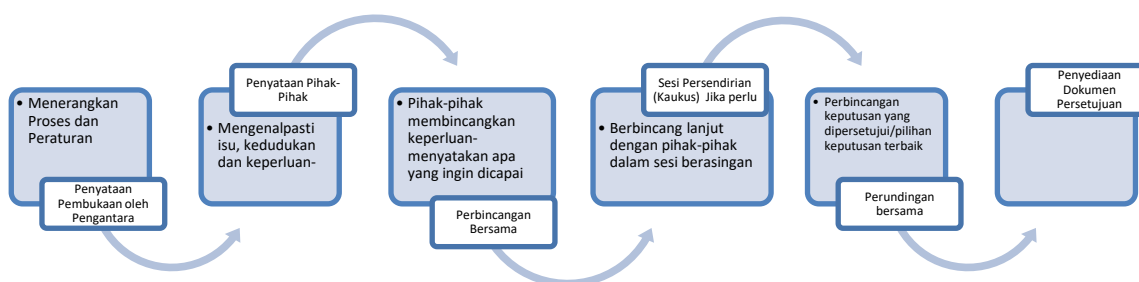 • Menerangkan
Proses dan
Peraturan
Penyataan
Pembukaan oleh
Pengantara
Penyataan Pihak-
Pihak
• Mengenalpasti
isu, kedudukan
dan keperluan-
• Pihak-pihak
membincangkan
keperluan-
menyatakan apa
yang ingin dicapai
Perbincangan
Bersama
Sesi Persendirian
(Kaukus) Jika perlu
• Berbincang lanjut
dengan pihak-pihak
dalam sesi berasingan
• Perbincangan
keputusan yang
dipersetujui/pilihan
keputusan terbaik
Perundingan
bersama
Penyediaan
Dokumen
Persetujuan